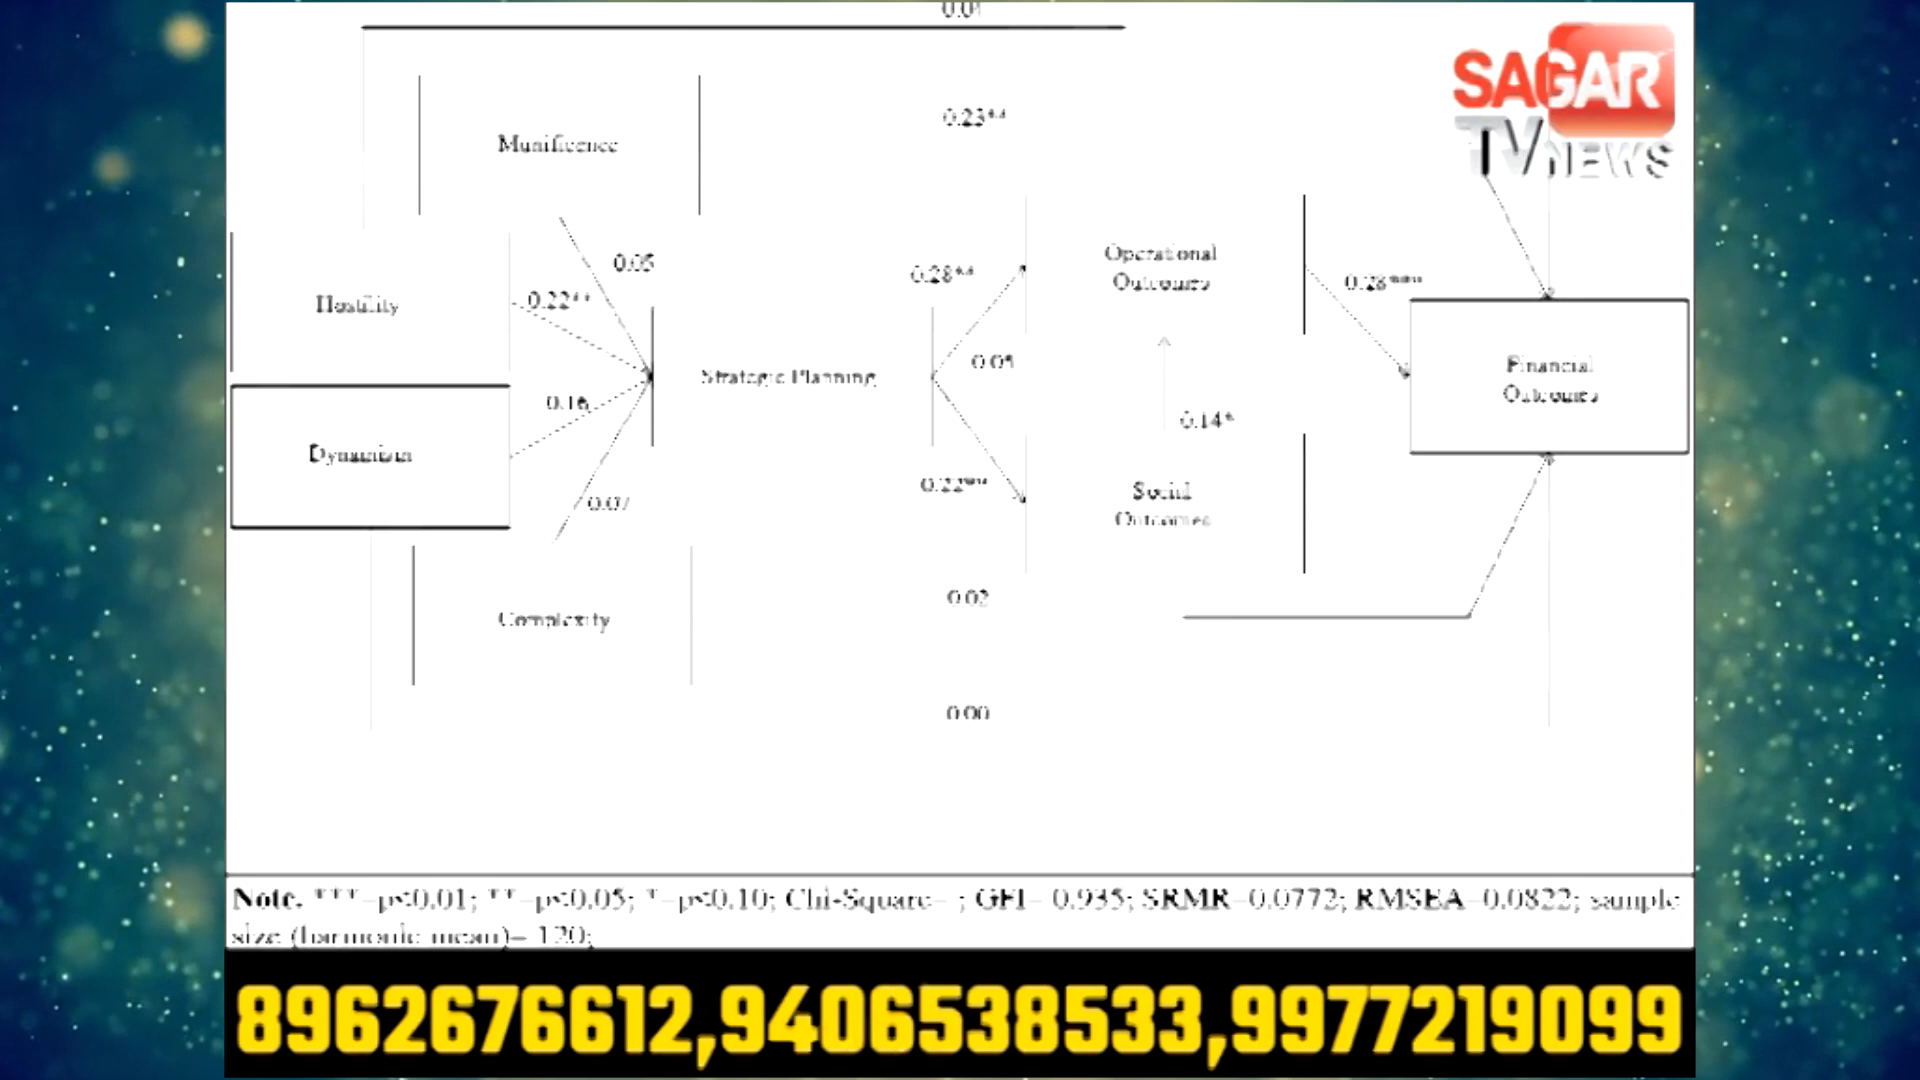 0.23**
SAGAR
TV NEWS
Munificence
Operational
Outcomes
0.05
0.28**
0.28***
Hostility
0.22**
Financial
Outcomes
0.05
Strategic Planning
0.16
0.14*
Dynamism
0.22**
Social
Outcomes
0.07
0.02
Complexity
0.00
Note. ***–p≤0.01; **–p≤0.05; *–p≤0.10; Chi-Square– ; GFI– 0.935; SRMR–0.0772; RMSEA–0.0822; sample
size (harmonic mean)– 120;
8962676612,9406538533,9977219099